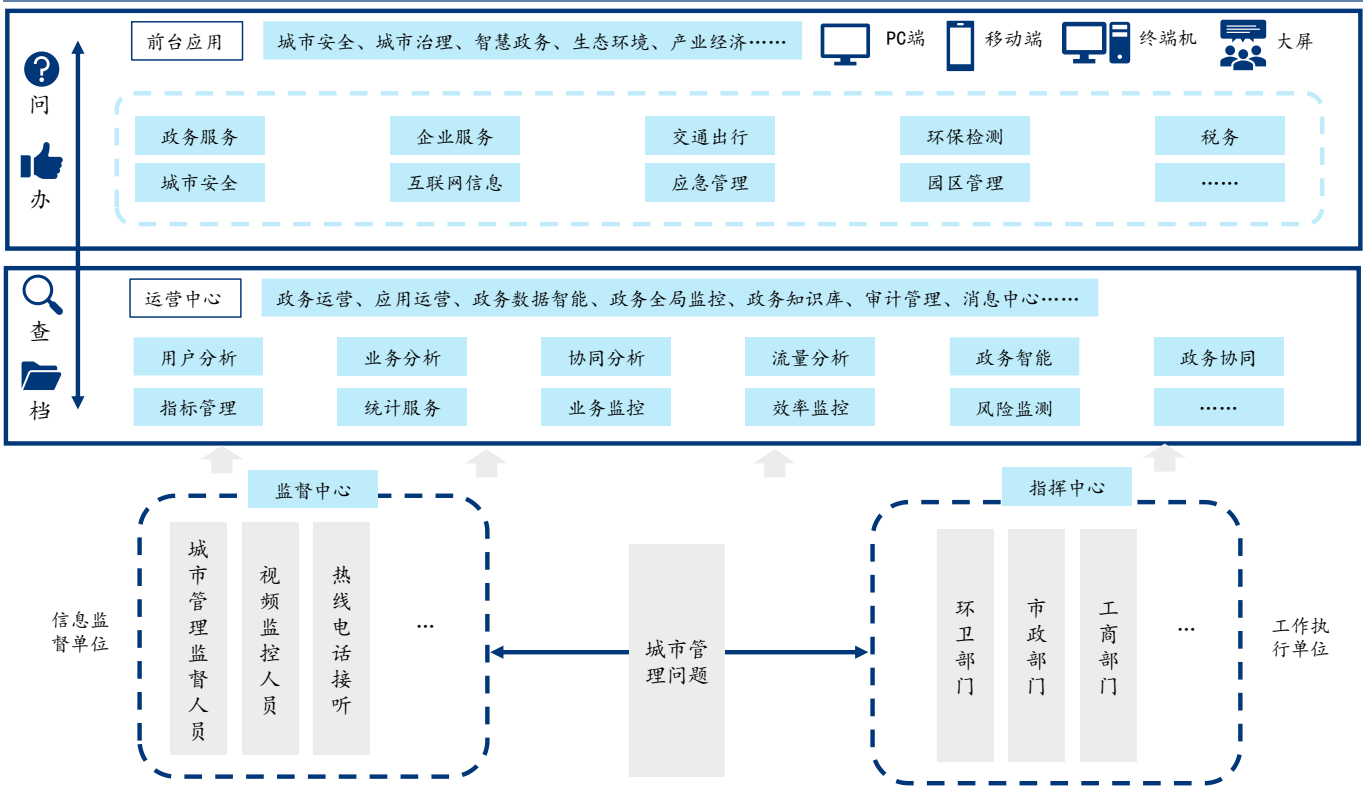 前台应用
城市安全、城市治理、智慧政务、生态环境、产业经济……
PC端
移动端
终端机
大屏
问
办
政务服务
企业服务
交通出行
环保检测
税务
城市安全
互联网信息
应急管理
园区管理
……
运营中心
政务运营、应用运营、政务数据智能、政务全局监控、政务知识库、审计管理、消息中心……
查
档
用户分析
业务分析
协同分析
流量分析
政务智能
政务协同
指标管理
统计服务
业务监控
效率监控
风险监测
……
监督中心
指挥中心
信息监
督单位
城市管理监督人员
视频监控人员
热线电话接听
…
城市管
理问题
环卫部门
市政部门
工商部门
…
工作执
行单位